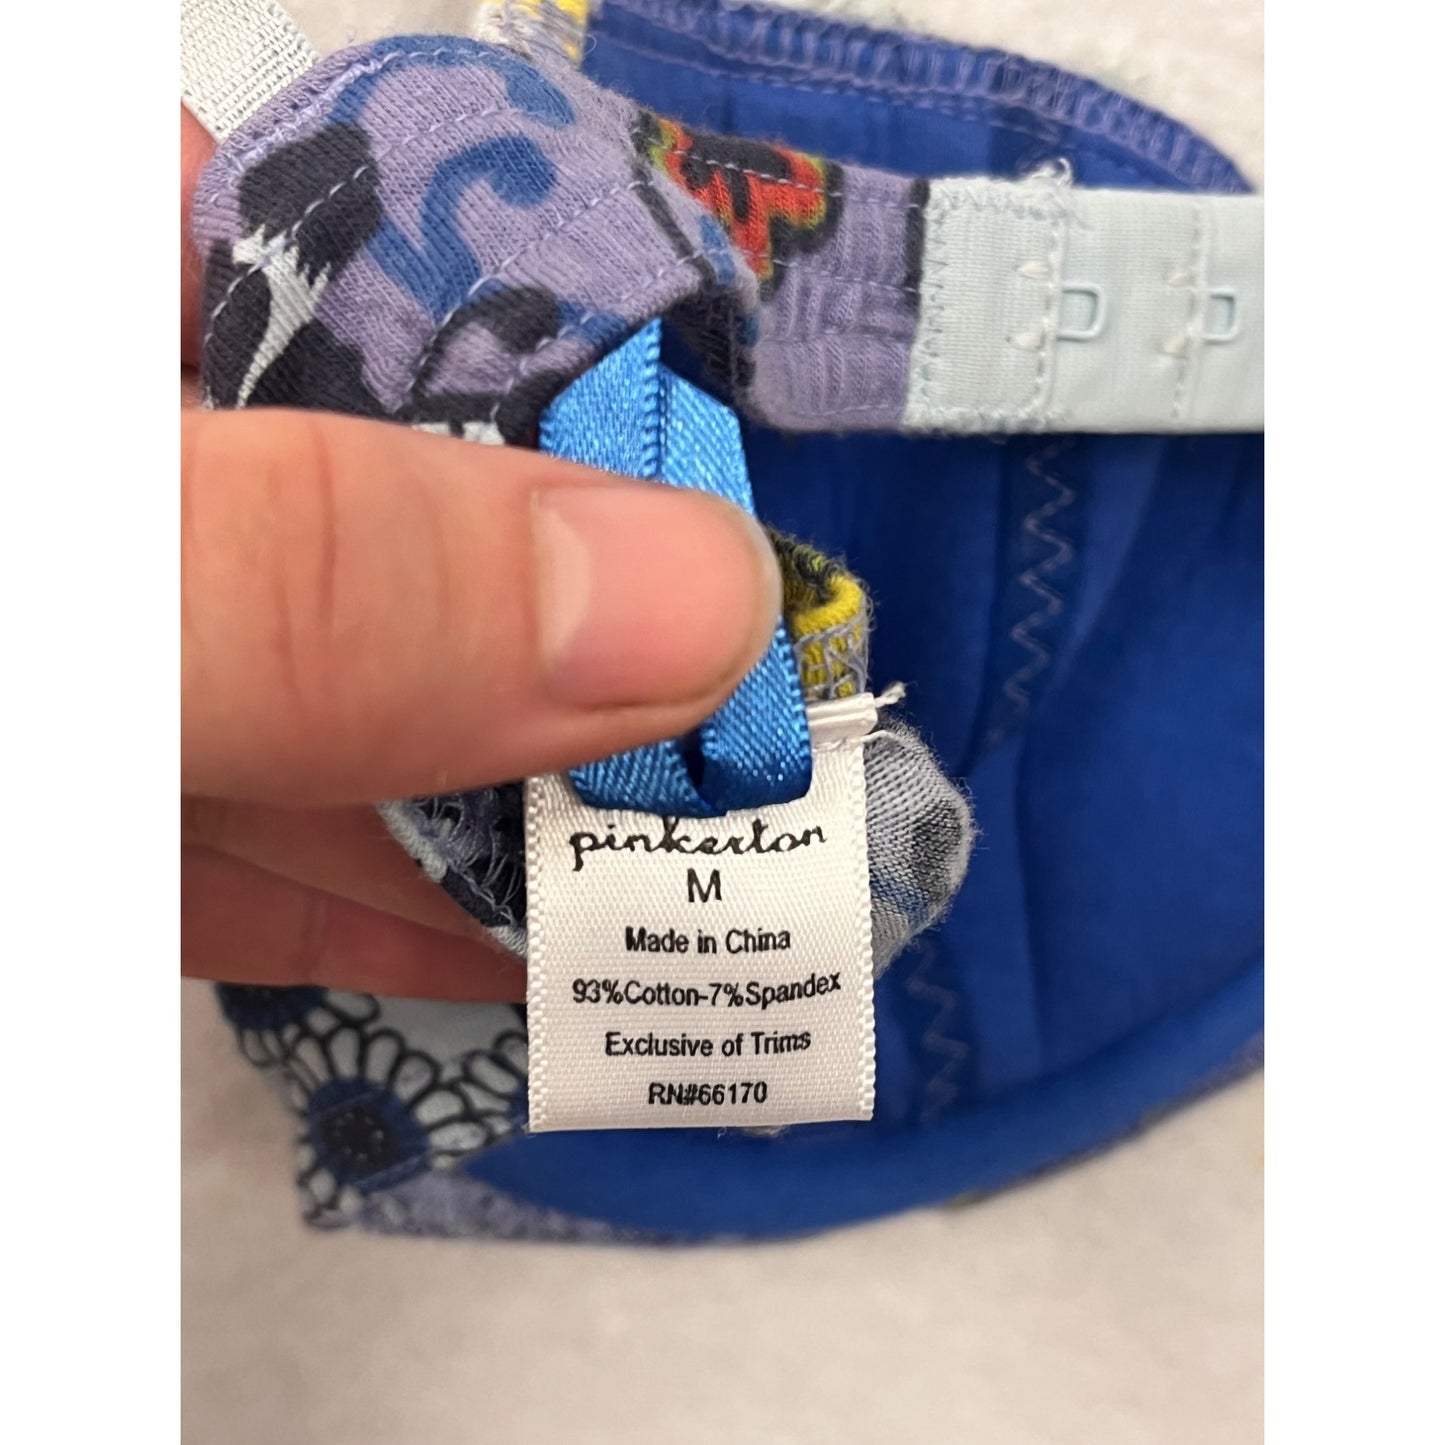 pinkerton
M
Made in China
93%Cotton-7%Spandex
Exclusive of Trims
RN#66170